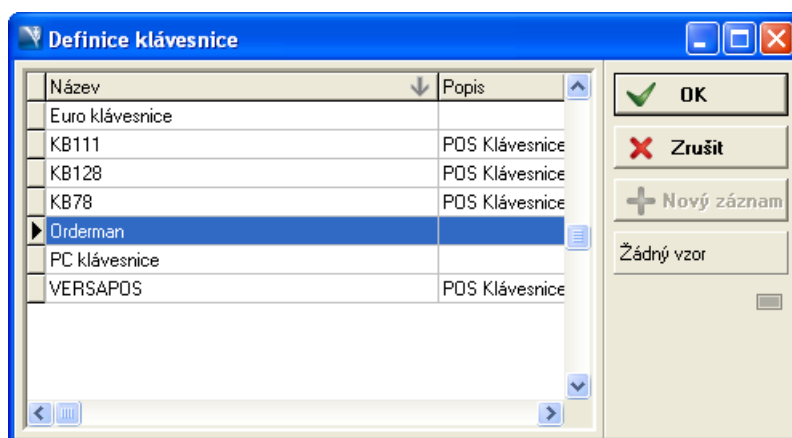 Definice klávesnice
Název Popis
Euro klávesnice
KB111 POS Klávesnice
KB128 POS Klávesnice
KB78 POS Klávesnice
Orderman
PC klávesnice
VERSAPOS POS Klávesnice
OK
Zrušit
Nový záznam
Žádný vzor